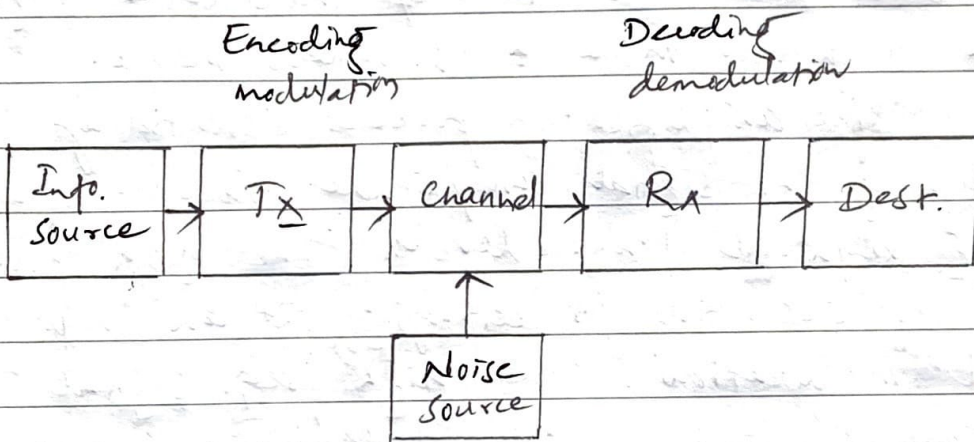 Encoding
modulation
Decoding
demodulation
Info.
Source
Tx
Channel
Rx
Dest.
Noise
Source